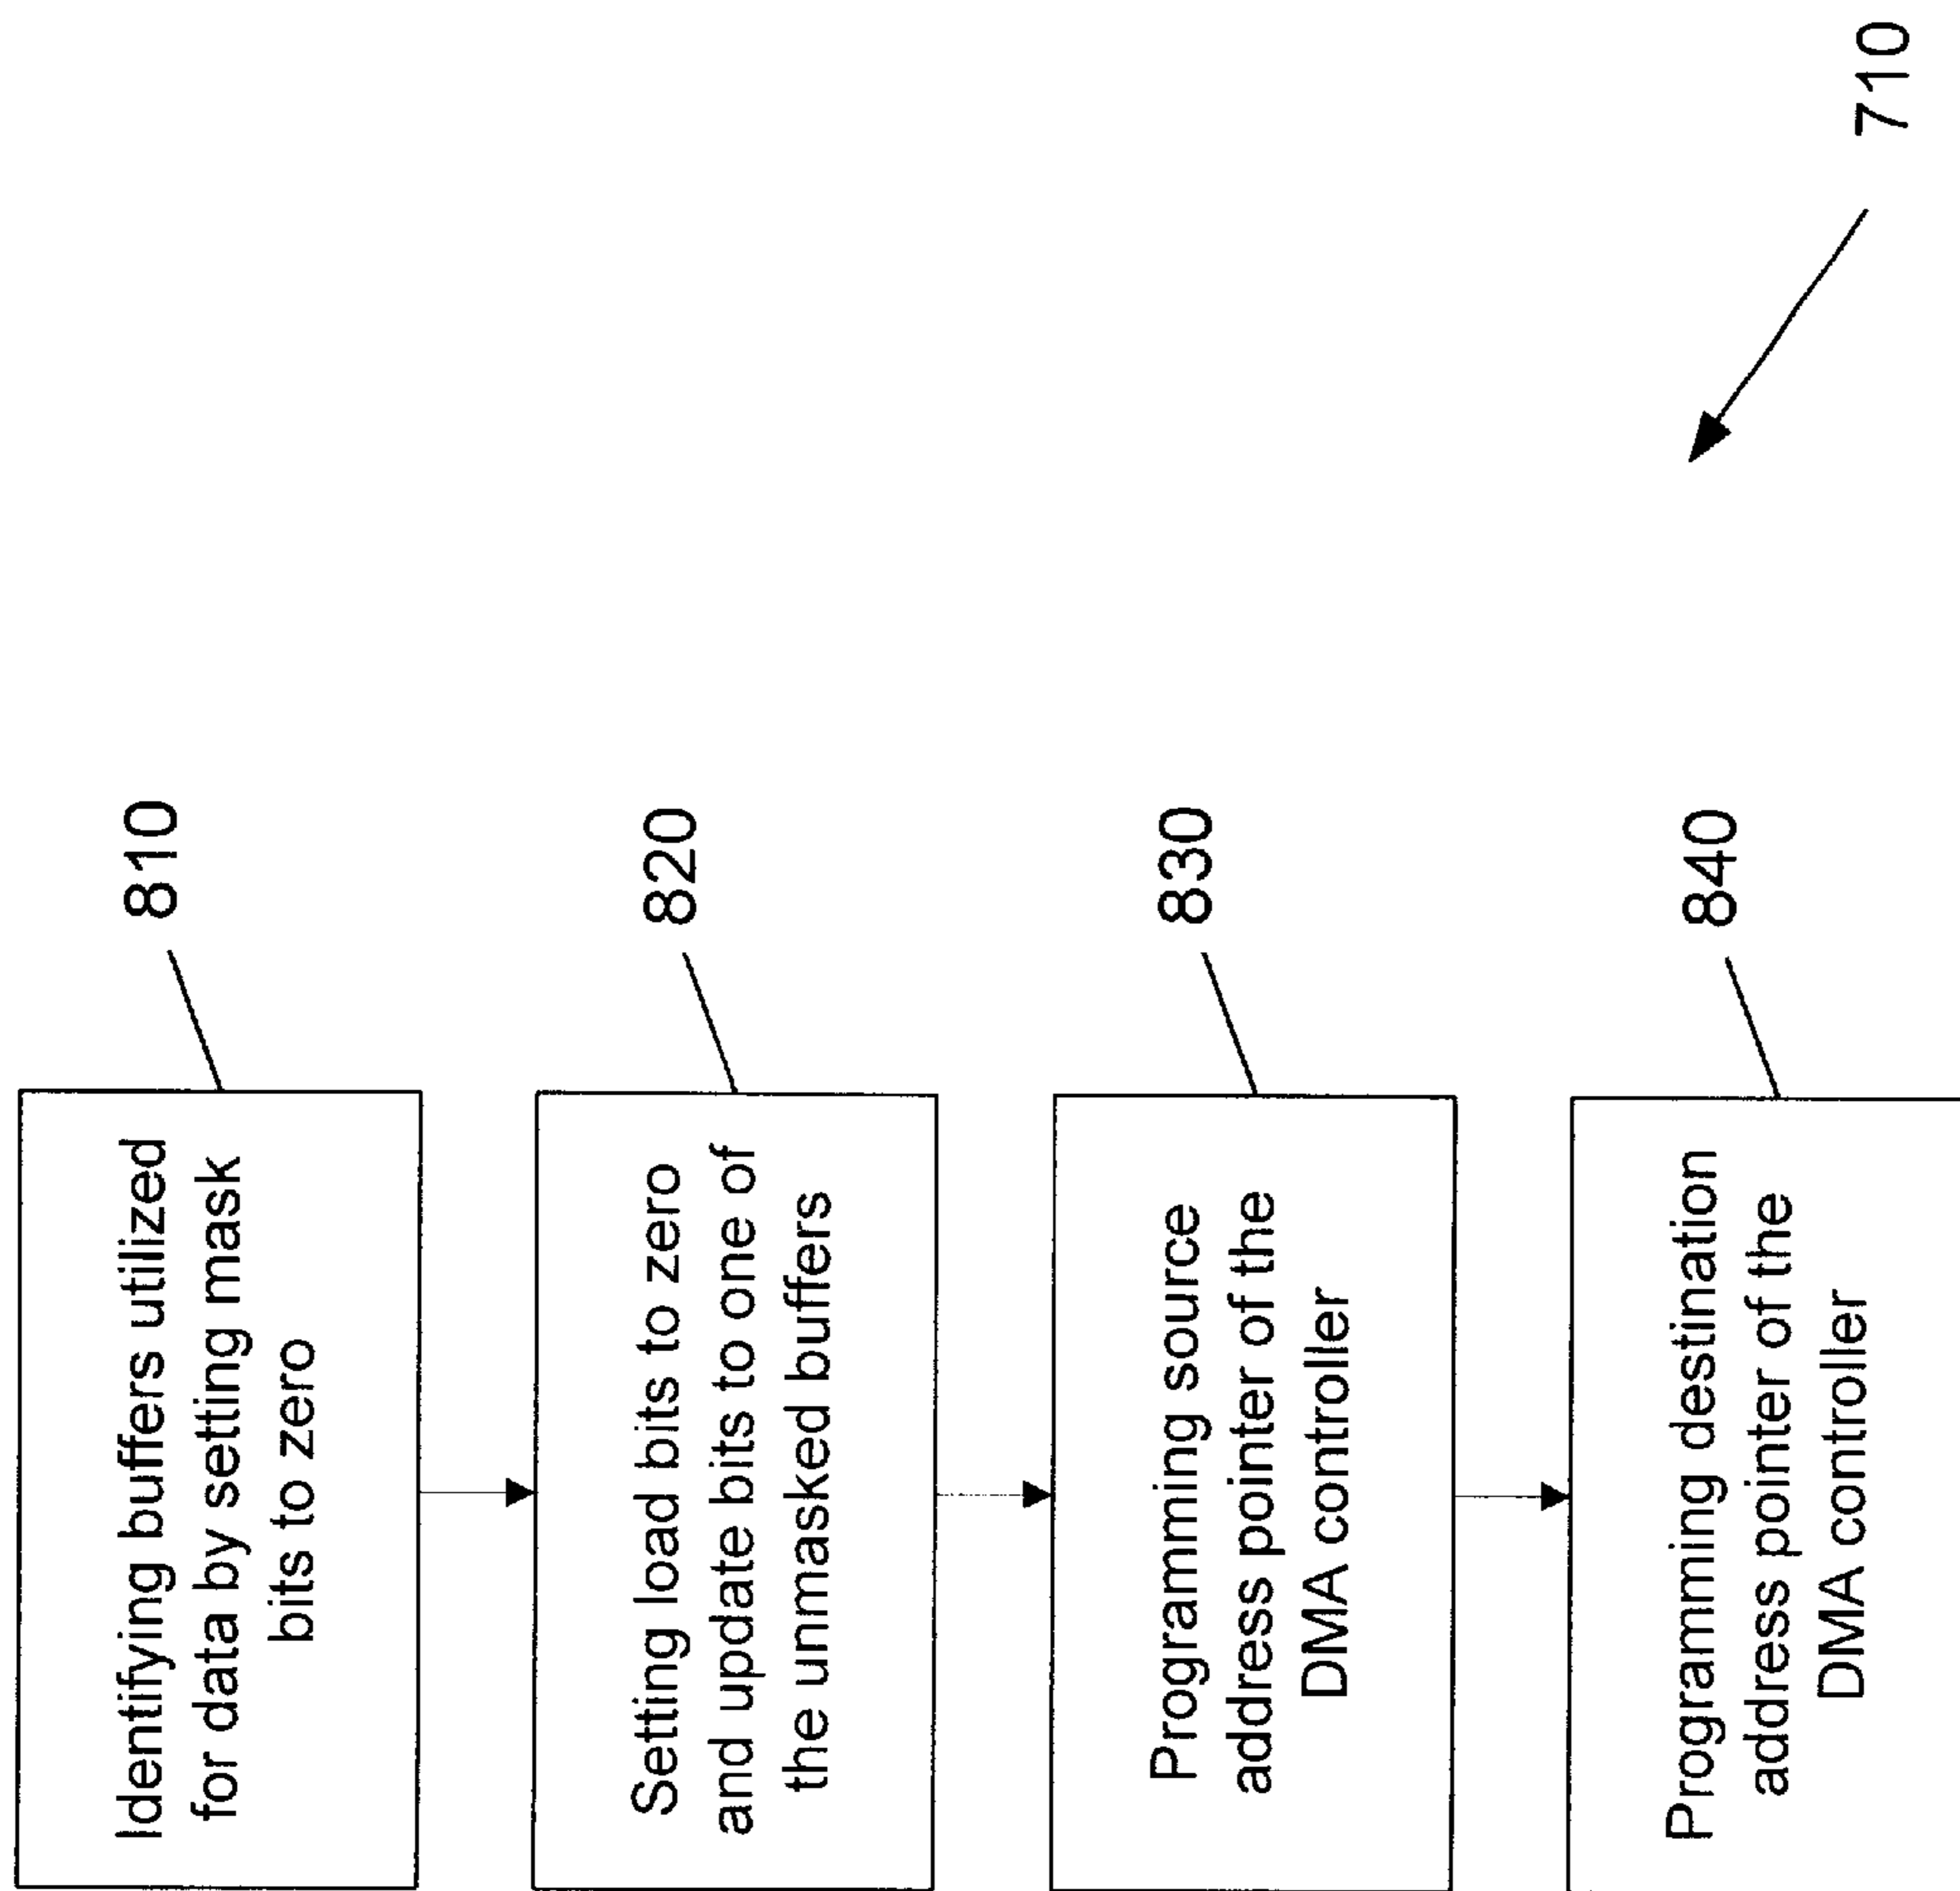 Identifying buffers utilized
for data by setting mask
bits to zero
810
Setting load bits to zero
and update bits to one of
the unmasked buffers
820
Programming source
address pointer of the
DMA controller
830
Programming destination
address pointer of the
DMA controller
840
710